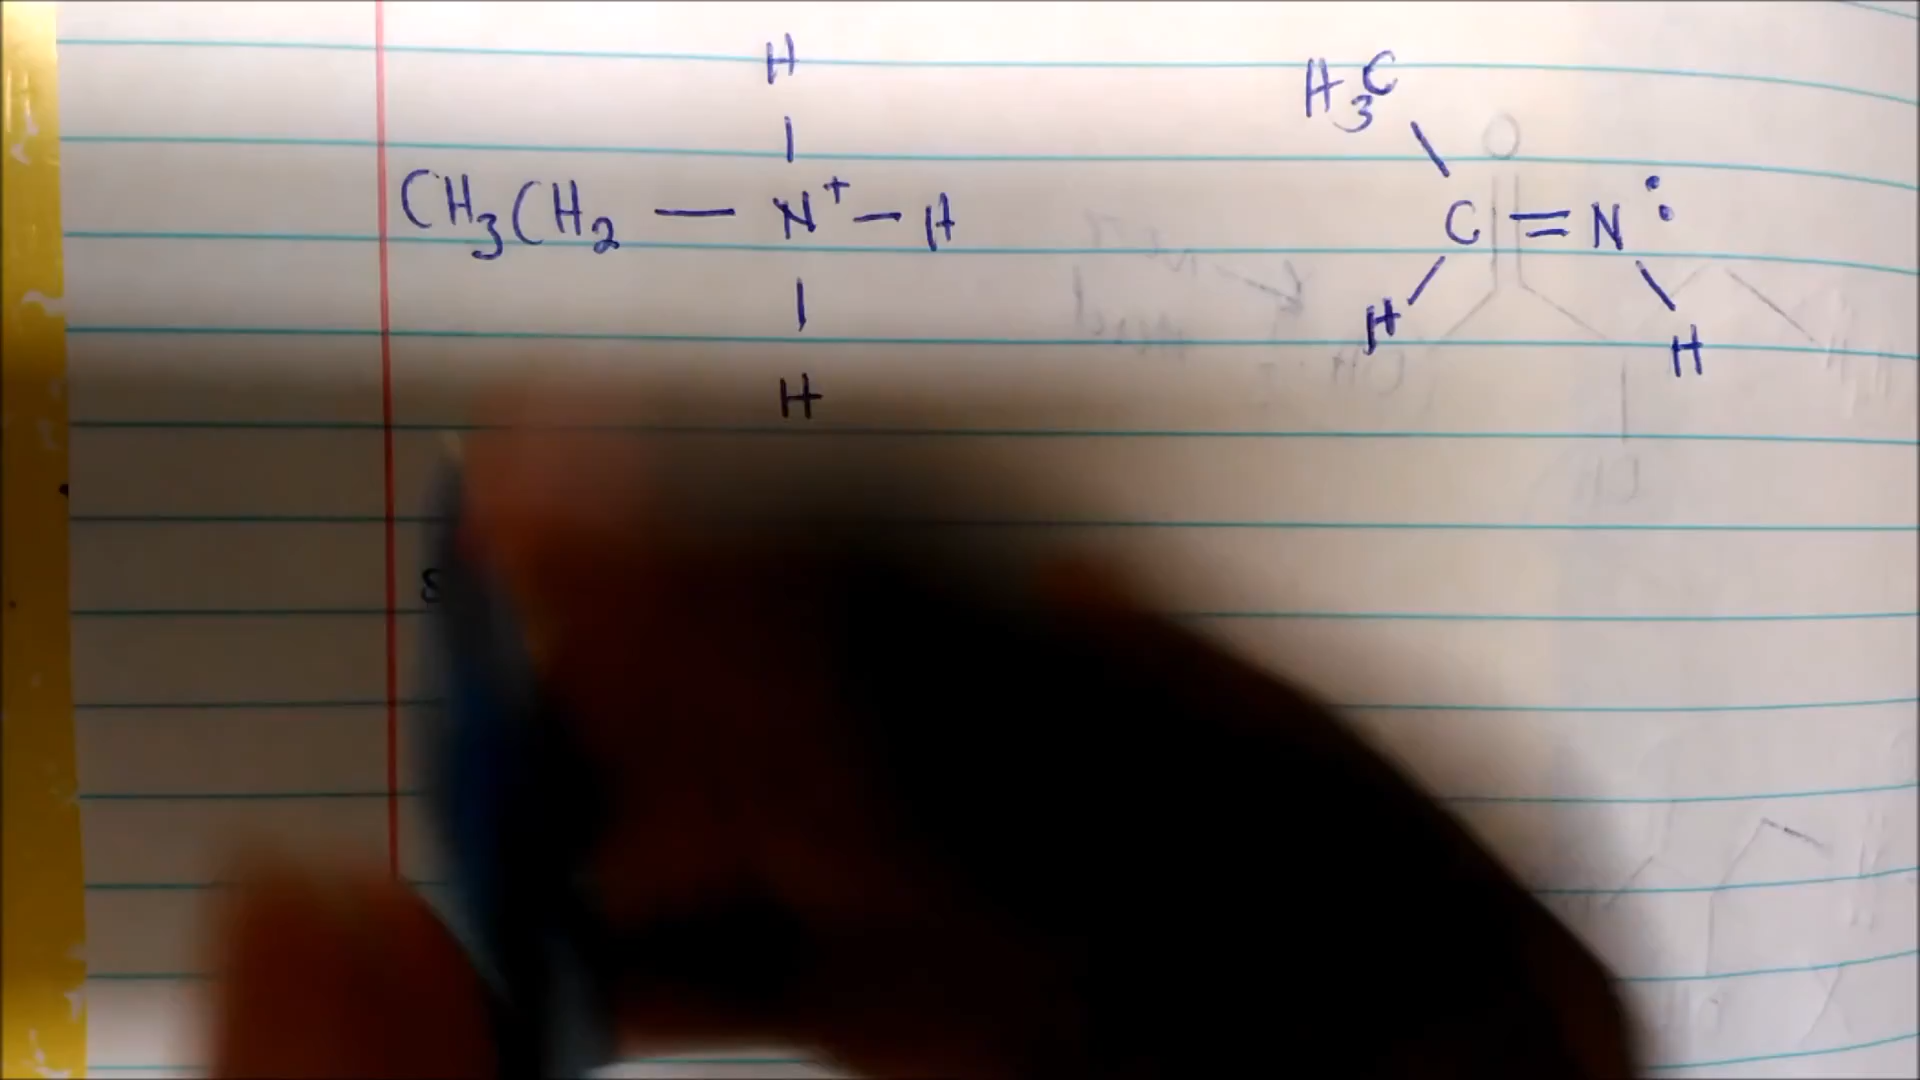 H
H₃C
CH₃CH₂ — N⁺ — H
C = N :
H
H
H